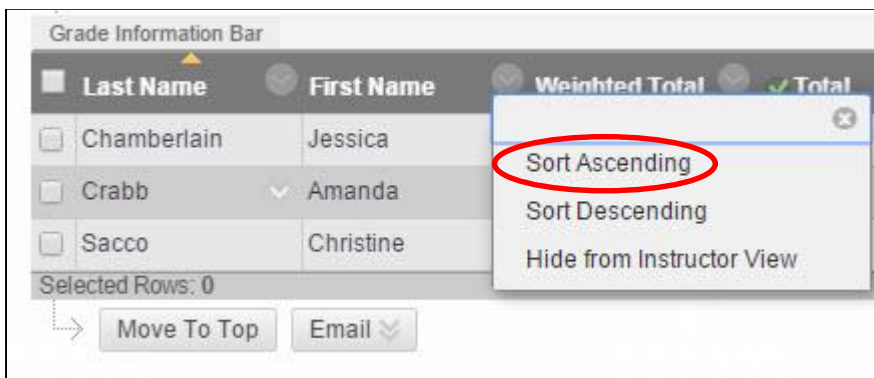 Grade Information Bar
Last Name First Name Weighted Total Total
Chamberlain Jessica
Sort Ascending
Crabb Amanda
Sort Descending
Sacco Christine
Hide from Instructor View
Selected Rows: 0
Move To Top Email